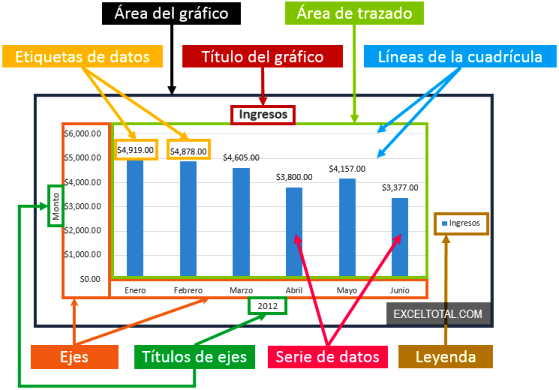 Área del gráfico
Área de trazado
Etiquetas de datos
Título del gráfico
Líneas de la cuadrícula
Ingresos
$6,000.00
$5,000.00
$4,000.00
$3,000.00
$2,000.00
$1,000.00
$0.00
Monto
$4,919.00
$4,878.00
$4,605.00
$3,800.00
$4,157.00
$3,377.00
Ingresos
Enero
Febrero
Marzo
Abril
Mayo
Junio
2012
EXCELTOTAL.COM
Ejes
Títulos de ejes
Serie de datos
Leyenda